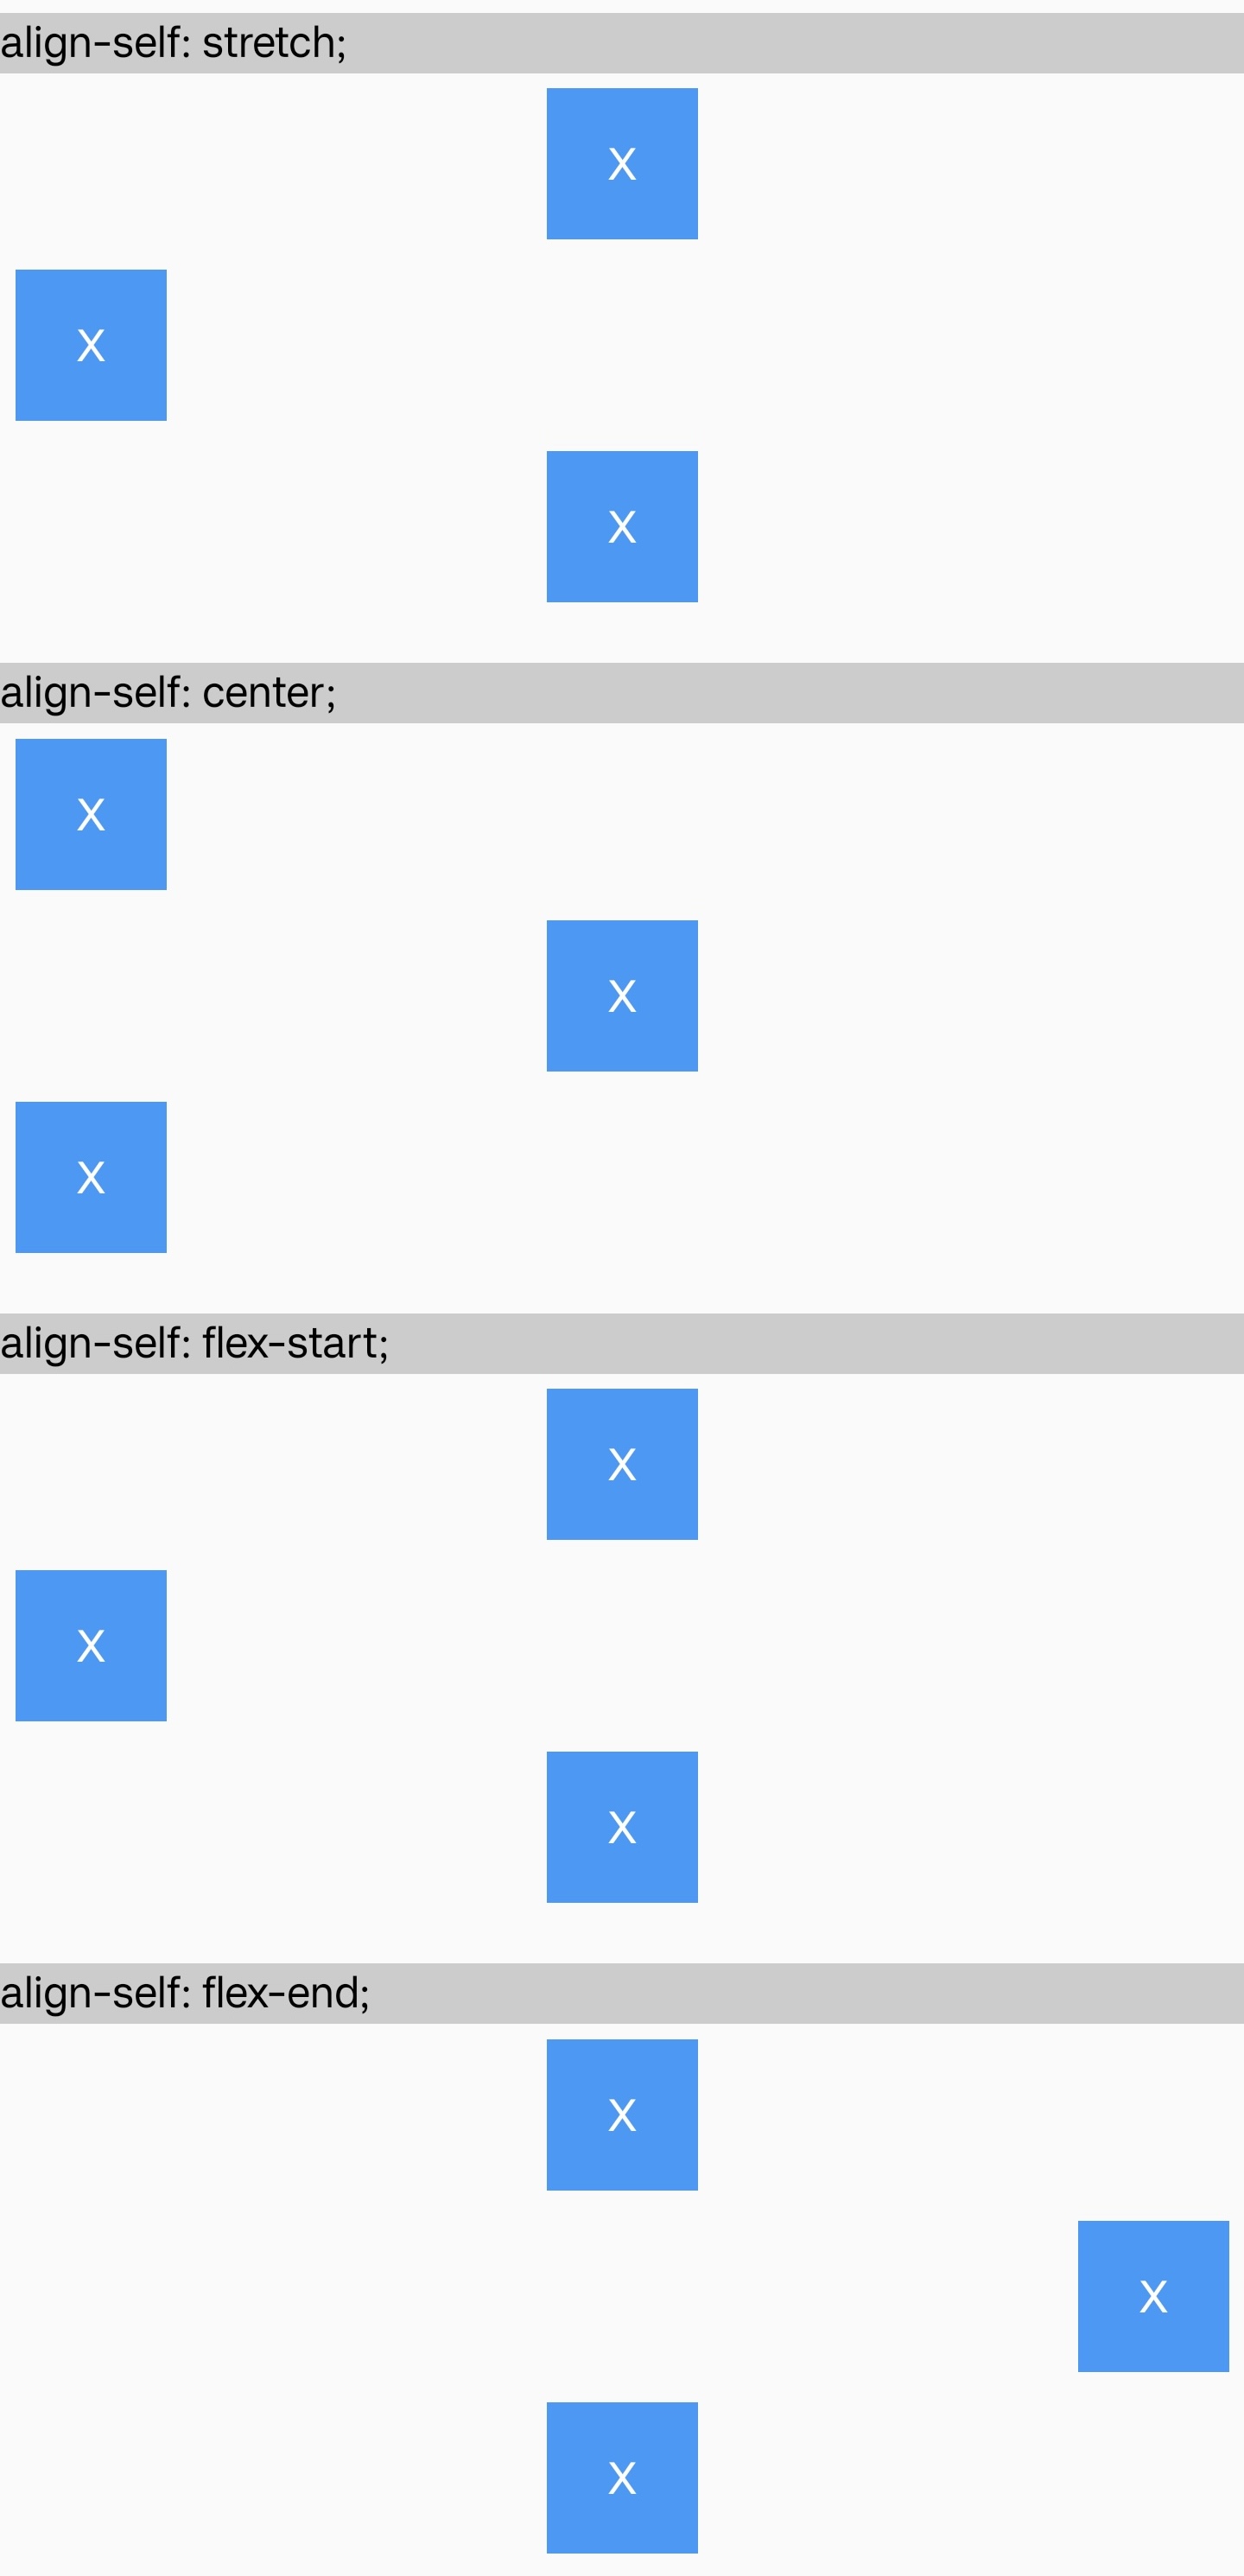 align-self: stretch;
X
X
X
align-self: center;
X
X
X
align-self: flex-start;
X
X
X
align-self: flex-end;
X
X
X